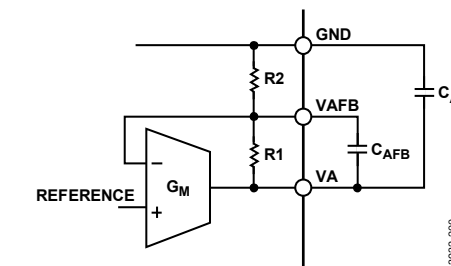 GND
R2
VAFB
R1
CAFB
GM
VA
REFERENCE